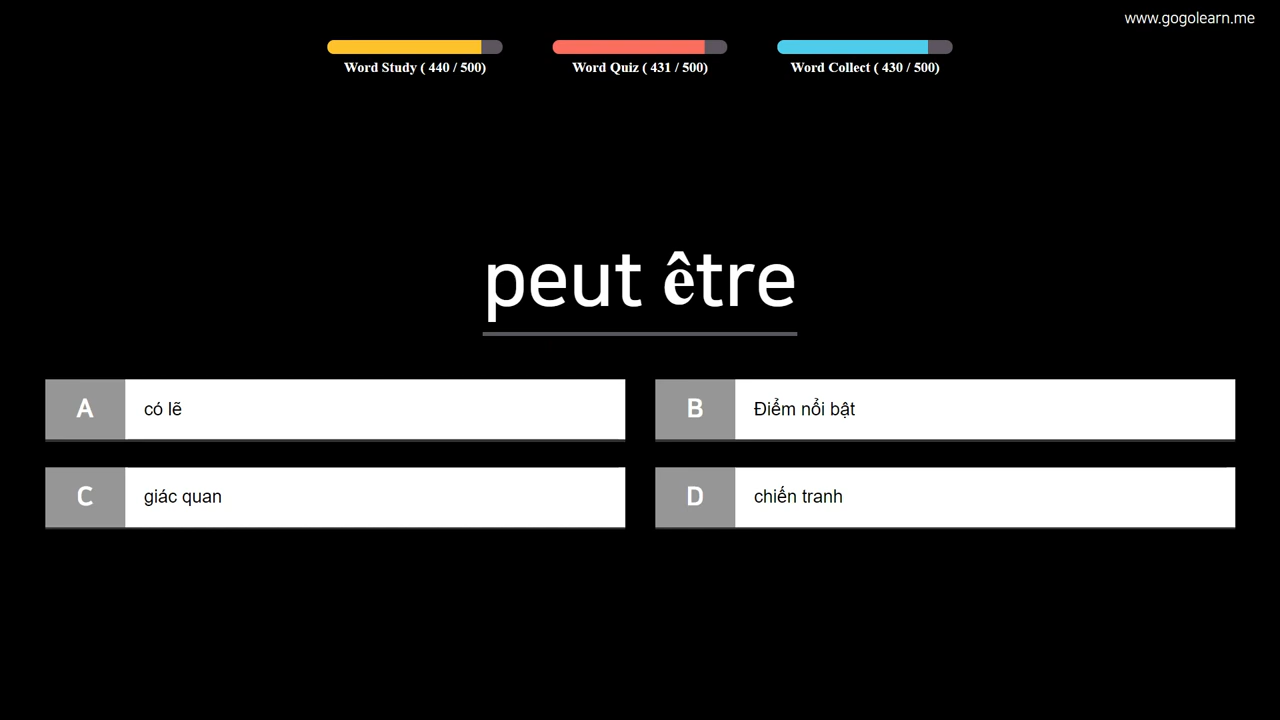 www.gogolearn.me
Word Study ( 440 / 500)
Word Quiz ( 431 / 500)
Word Collect ( 430 / 500)
peut être
A
có lẽ
B
Điểm nổi bật
C
giác quan
D
chiến tranh